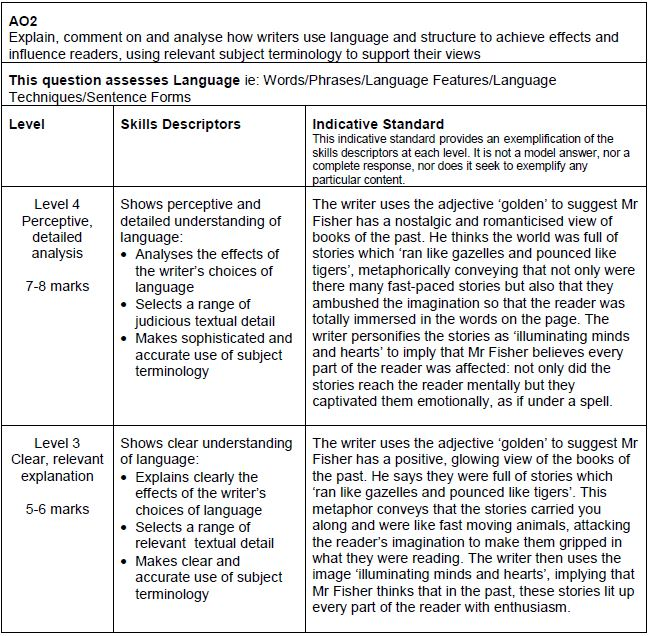 AO2
Explain, comment on and analyse how writers use language and structure to achieve effects and
influence readers, using relevant subject terminology to support their views
This question assesses Language ie: Words/Phrases/Language Features/Language
Techniques/Sentence Forms
Level
Skills Descriptors
Indicative Standard
This indicative standard provides an exemplification of the
skills descriptors at each level. It is not a model answer, nor a
complete response, nor does it seek to exemplify any
particular content.
Level 4
Perceptive,
detailed
analysis
7-8 marks
Shows perceptive and
detailed understanding of
language:
• Analyses the effects of
the writer's choices of
language
• Selects a range of
judicious textual detail
• Makes sophisticated and
accurate use of subject
terminology
The writer uses the adjective 'golden' to suggest Mr
Fisher has a nostalgic and romanticised view of
books of the past. He thinks the world was full of
stories which 'ran like gazelles and pounced like
tigers', metaphorically conveying that not only were
there many fast-paced stories but also that they
ambushed the imagination so that the reader was
totally immersed in the words on the page. The
writer personifies the stories as 'illuminating minds
and hearts' to imply that Mr Fisher believes every
part of the reader was affected: not only did the
stories reach the reader mentally but they
captivated them emotionally, as if under a spell.
Level 3
Clear, relevant
explanation
5-6 marks
Shows clear understanding
of language:
• Explains clearly the
effects of the writer's
choices of language
• Selects a range of
relevant textual detail
• Makes clear and
accurate use of subject
terminology
The writer uses the adjective 'golden' to suggest Mr
Fisher has a positive, glowing view of the books of
the past. He says they were full of stories which
'ran like gazelles and pounced like tigers'. This
metaphor conveys that the stories carried you
along and were like fast moving animals, attacking
the reader's imagination to make them gripped in
what they were reading. The writer then uses the
image 'illuminating minds and hearts', implying that
Mr Fisher thinks that in the past, these stories lit up
every part of the reader with enthusiasm.